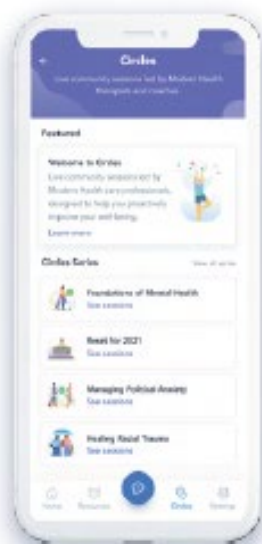 Circles
Live community sessions led by Modern Health
therapists and coaches
Featured
Welcome to Circles
Live community sessions led by
Modern Health care professionals,
designed to help you proactively
improve your well-being.
Learn more
Circles Series
View all series
Foundations of Mental Health
See sessions
Reset for 2021
See sessions
Managing Political Anxiety
See sessions
Healing Racial Trauma
See sessions
Home
Resources
Circles
Settings